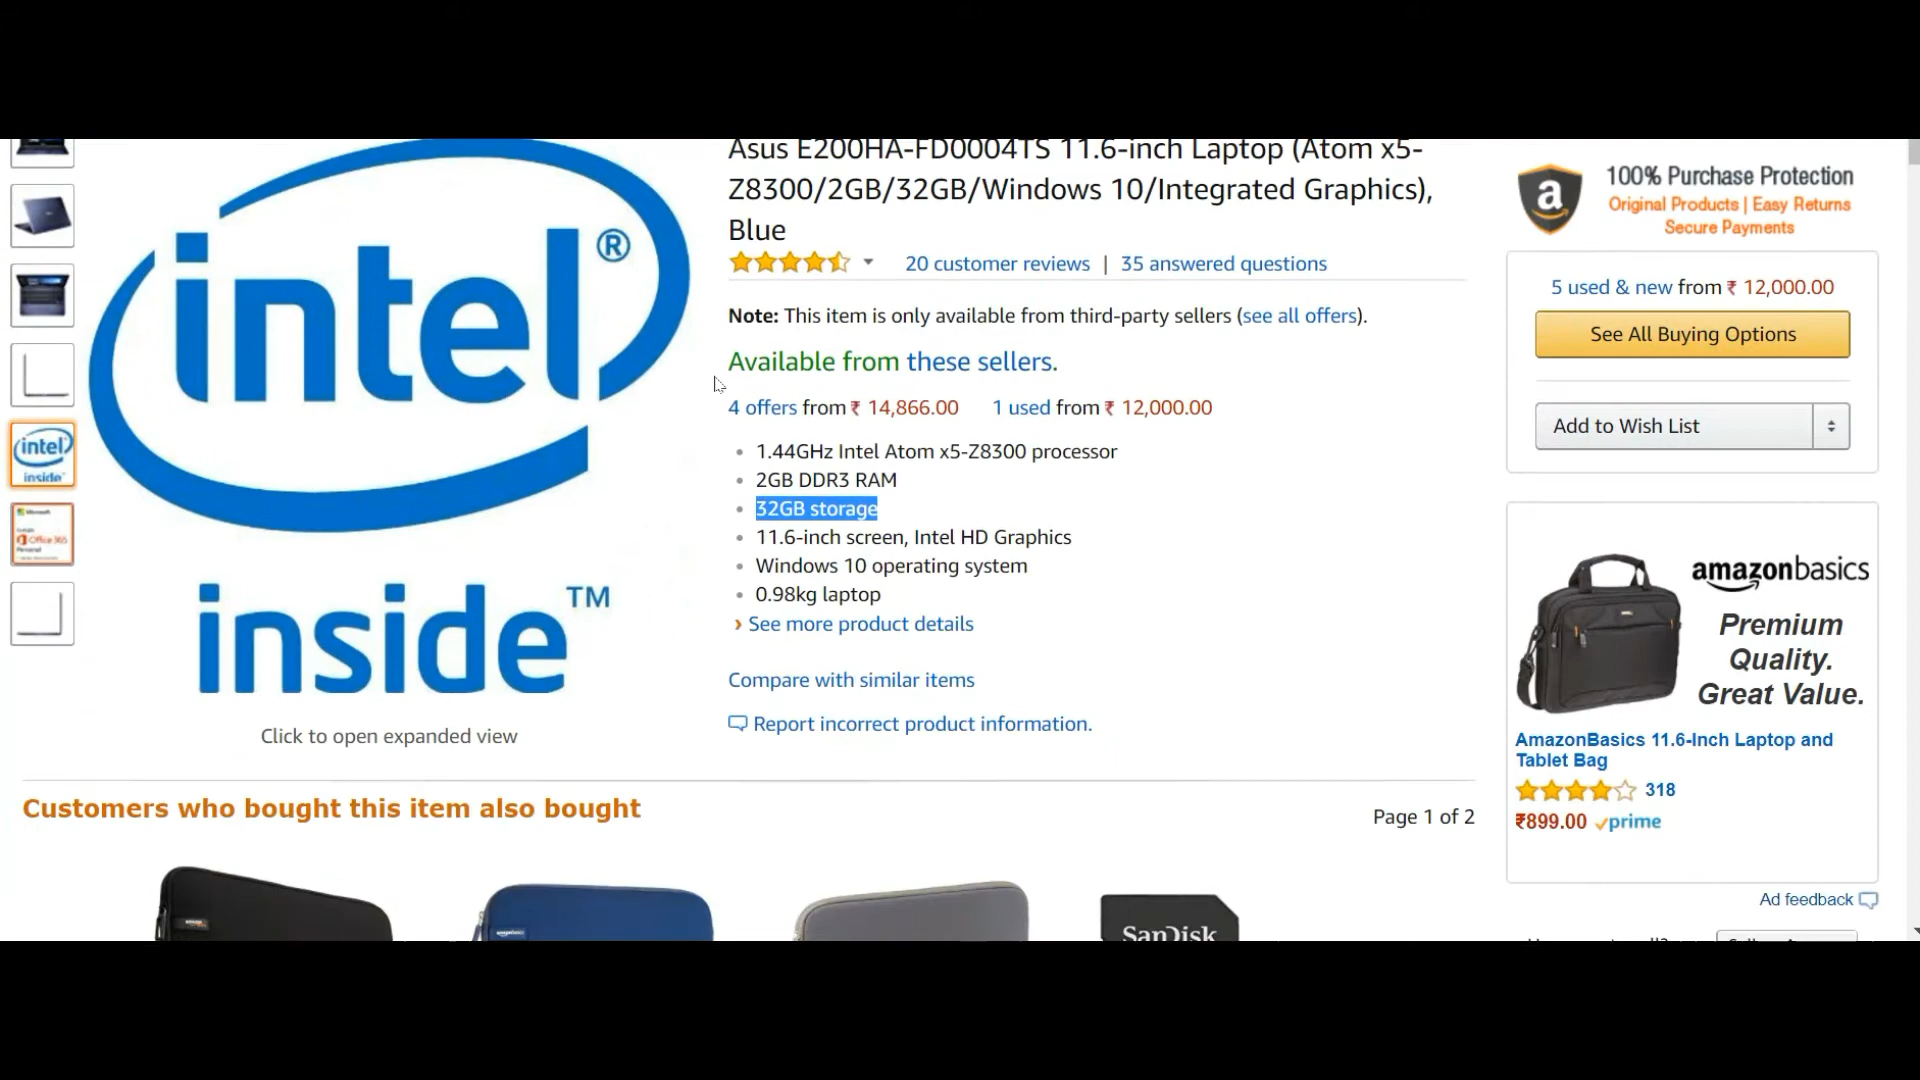 Asus E200HA-FD0004TS 11.6-inch Laptop (Atom x5-
Z8300/2GB/32GB/Windows 10/Integrated Graphics),
Blue
20 customer reviews | 35 answered questions
Note: This item is only available from third-party sellers (see all offers).
Available from these sellers.
4 offers from ₹ 14,866.00 1 used from ₹ 12,000.00
1.44GHz Intel Atom x5-Z8300 processor
2GB DDR3 RAM
32GB storage
11.6-inch screen, Intel HD Graphics
Windows 10 operating system
0.98kg laptop
› See more product details
Compare with similar items
Report incorrect product information.
intel®
inside™
intel
inside
Microsoft
Office 365
Click to open expanded view
100% Purchase Protection
Original Products | Easy Returns
Secure Payments
5 used & new from ₹ 12,000.00
See All Buying Options
Add to Wish List
amazonbasics
Premium
Quality.
Great Value.
AmazonBasics 11.6-Inch Laptop and
Tablet Bag
318
₹899.00 prime
Ad feedback
Customers who bought this item also bought
Page 1 of 2
SanDisk